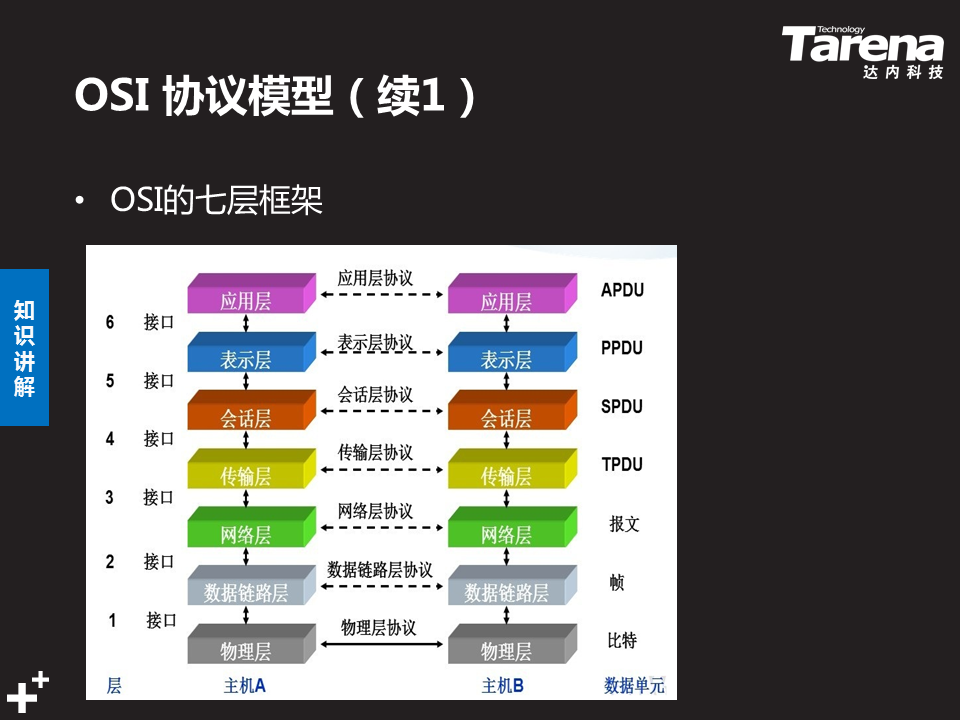 Technology
Tarena
达内科技
OSI 协议模型（续1）
• OSI的七层框架
知识讲解
应用层 应用层协议 应用层 APDU
6 接口
表示层 表示层协议 表示层 PPDU
5 接口
会话层 会话层协议 会话层 SPDU
4 接口
传输层 传输层协议 传输层 TPDU
3 接口
网络层 网络层协议 网络层 报文
2 接口
数据链路层 数据链路层协议 数据链路层 帧
1 接口
物理层 物理层协议 物理层 比特
层 主机A 主机B 数据单元